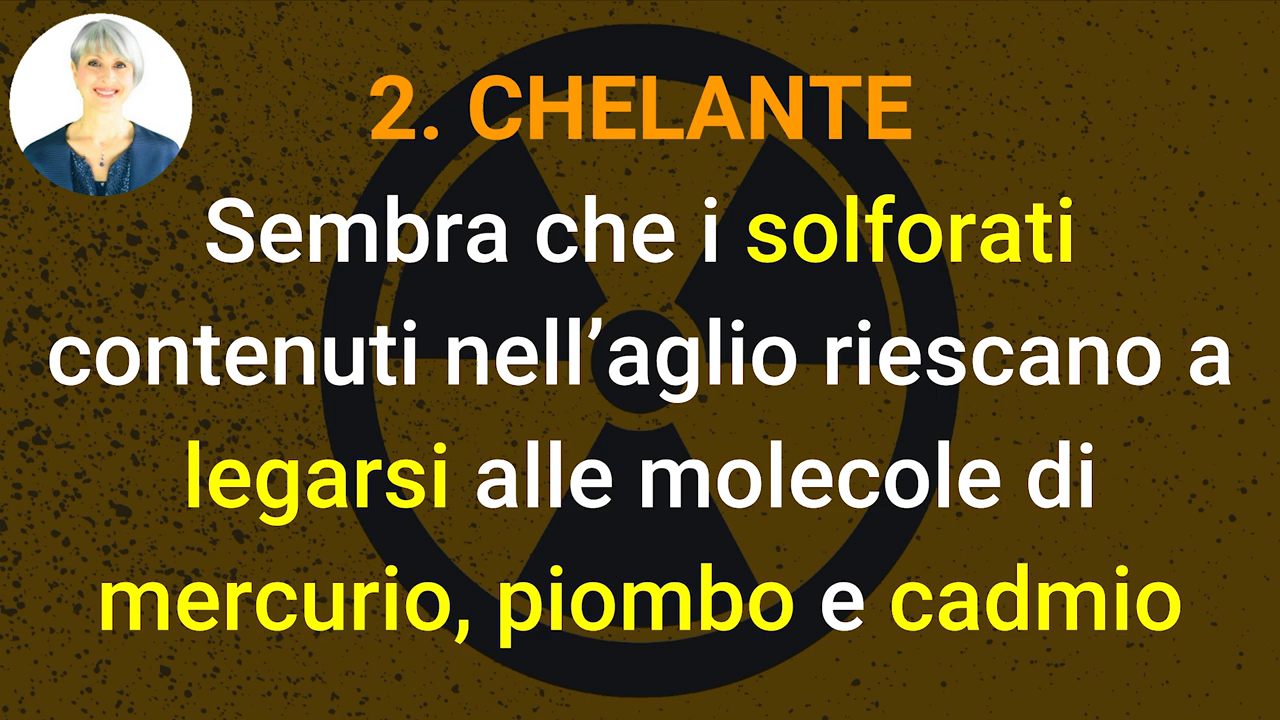 2. CHELANTE
Sembra che i solforati
contenuti nell’aglio riescano a
legarsi alle molecole di
mercurio, piombo e cadmio